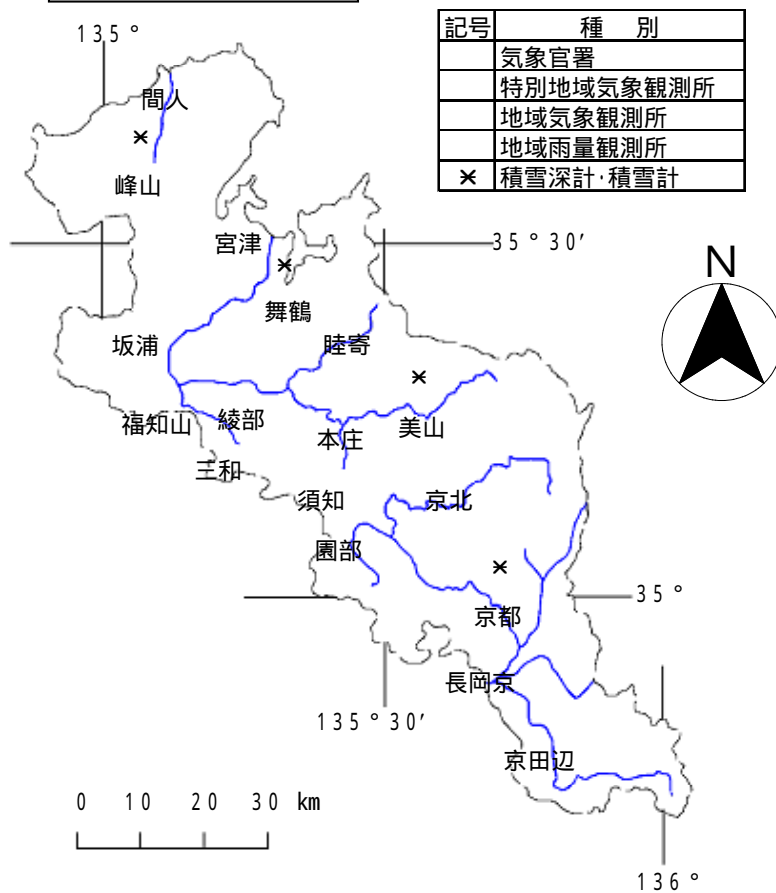 記号 種別
気象官署
特別地域気象観測所
地域気象観測所
地域雨量観測所
× 積雪深計・積雪計
135°
間人
峰山
宮津
35°30′
N
舞鶴
坂浦
睦寄
福知山
綾部
本庄
美山
三和
須知
京北
園部
35°
京都
長岡京
135°30′
京田辺
0 10 20 30 km
136°